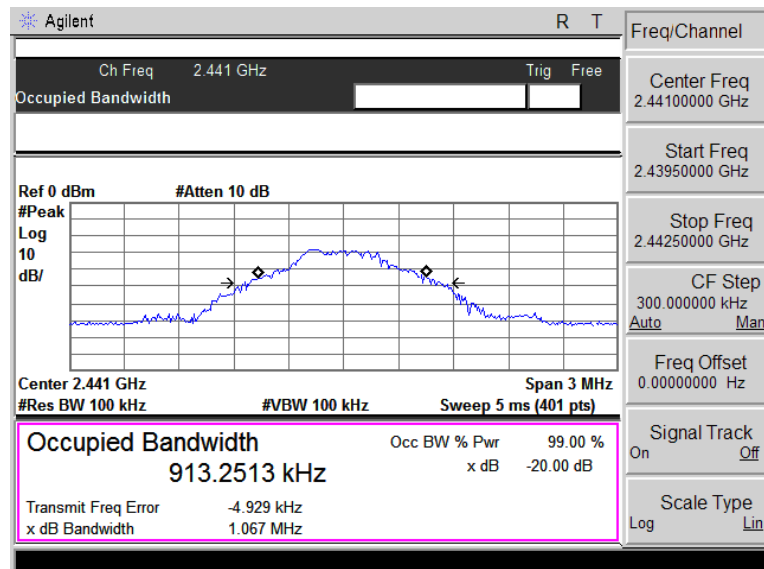 Agilent R T
Freq/Channel
Ch Freq 2.441 GHz Trig Free
Occupied Bandwidth
Center Freq
2.44100000 GHz
Start Freq
2.43950000 GHz
Stop Freq
2.44250000 GHz
CF Step
300.000000 kHz
Auto Man
Freq Offset
0.00000000 Hz
Signal Track
On Off
Scale Type
Log Lin
Ref 0 dBm #Atten 10 dB
#Peak
Log
10
dB/
Center 2.441 GHz Span 3 MHz
#Res BW 100 kHz #VBW 100 kHz Sweep 5 ms (401 pts)
Occupied Bandwidth Occ BW % Pwr 99.00 %
913.2513 kHz x dB -20.00 dB
Transmit Freq Error -4.929 kHz
x dB Bandwidth 1.067 MHz